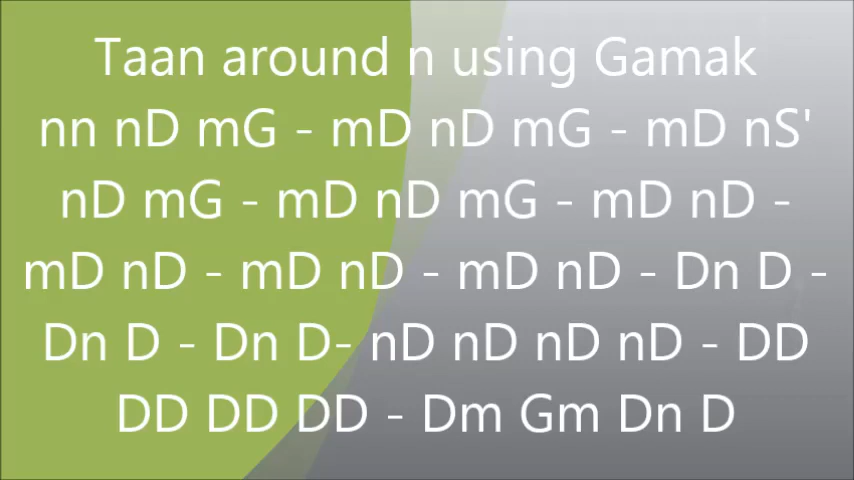 Taan around n using Gamak
nn nD mG - mD nD mG - mD nS'
nD mG - mD nD mG - mD nD -
mD nD - mD nD - mD nD - Dn D -
Dn D - Dn D- nD nD nD nD - DD
DD DD DD - Dm Gm Dn D